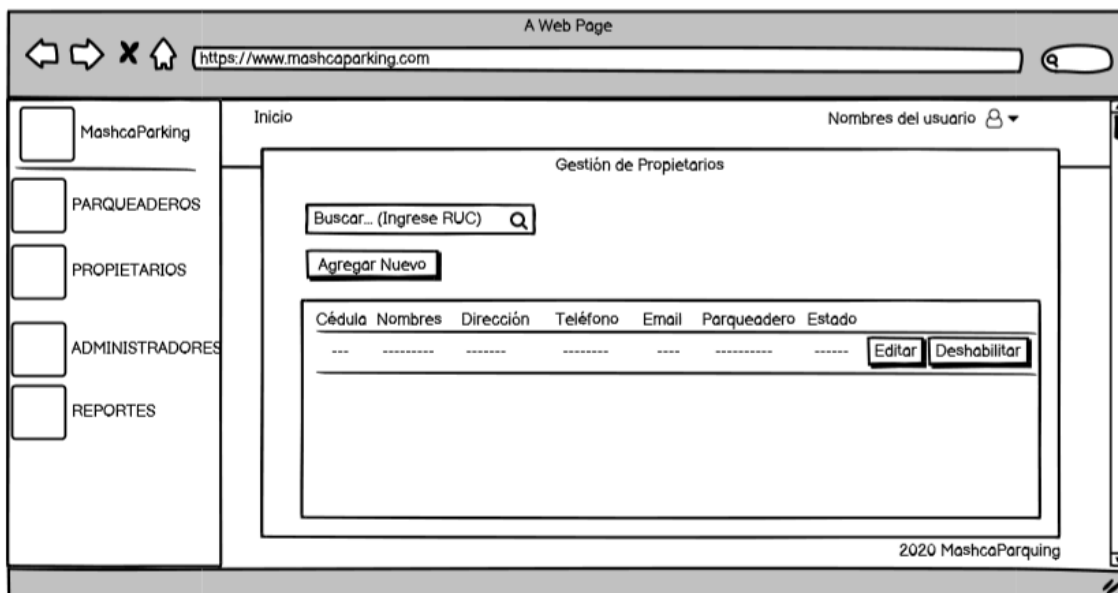 A Web Page
https://www.mashcaparking.com
MashcaParking
PARQUEADEROS
PROPIETARIOS
ADMINISTRADORES
REPORTES
Inicio
Nombres del usuario
Gestión de Propietarios
Buscar... (Ingrese RUC)
Agregar Nuevo
Cédula Nombres Dirección Teléfono Email Parqueadero Estado
--- --------- ------- -------- ---- ---------- ------ Editar Deshabilitar
2020 MashcaParquing